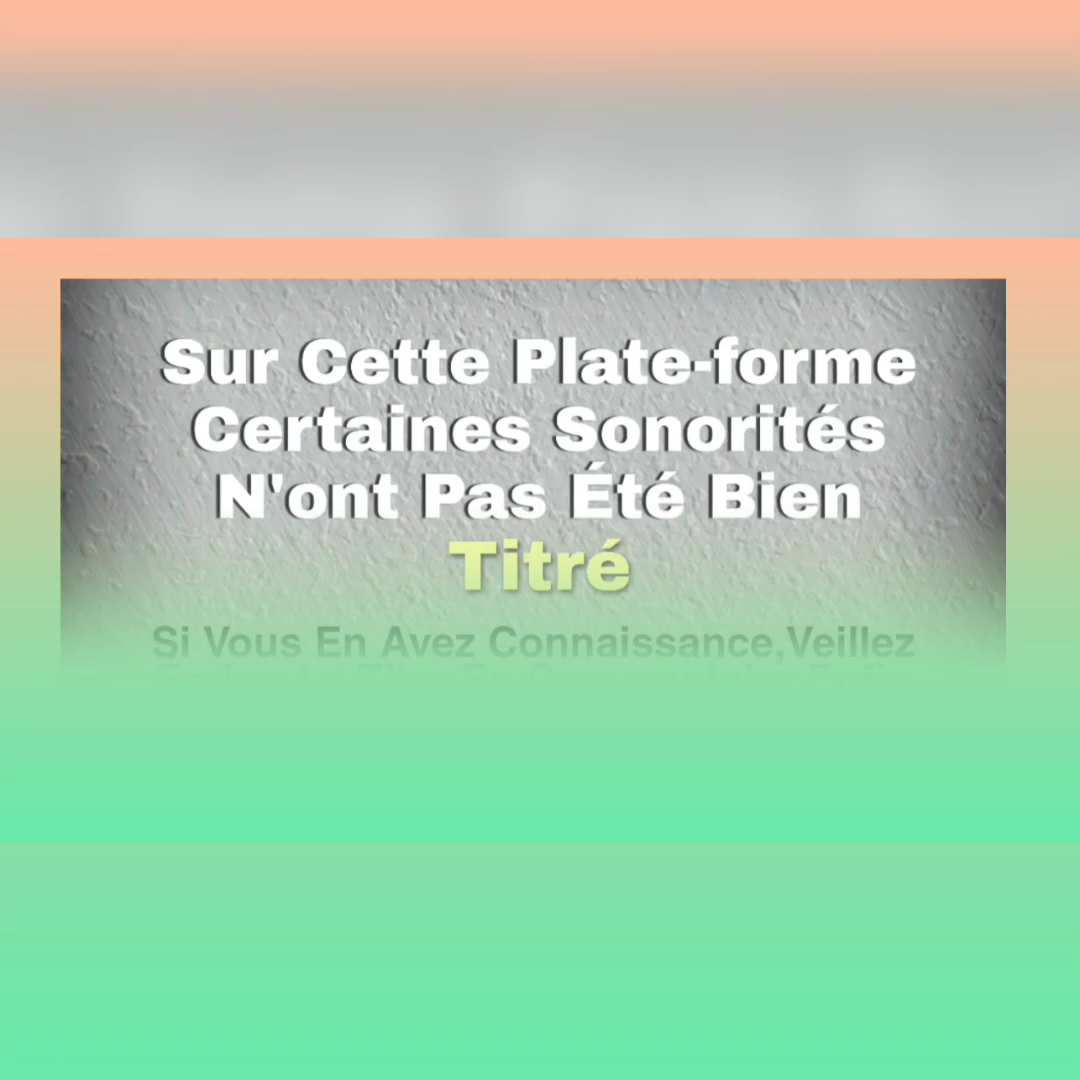 Sur Cette Plate-forme
Certaines Sonorités
N'ont Pas Été Bien
Titré
Si Vous En Avez Connaissance,Veillez